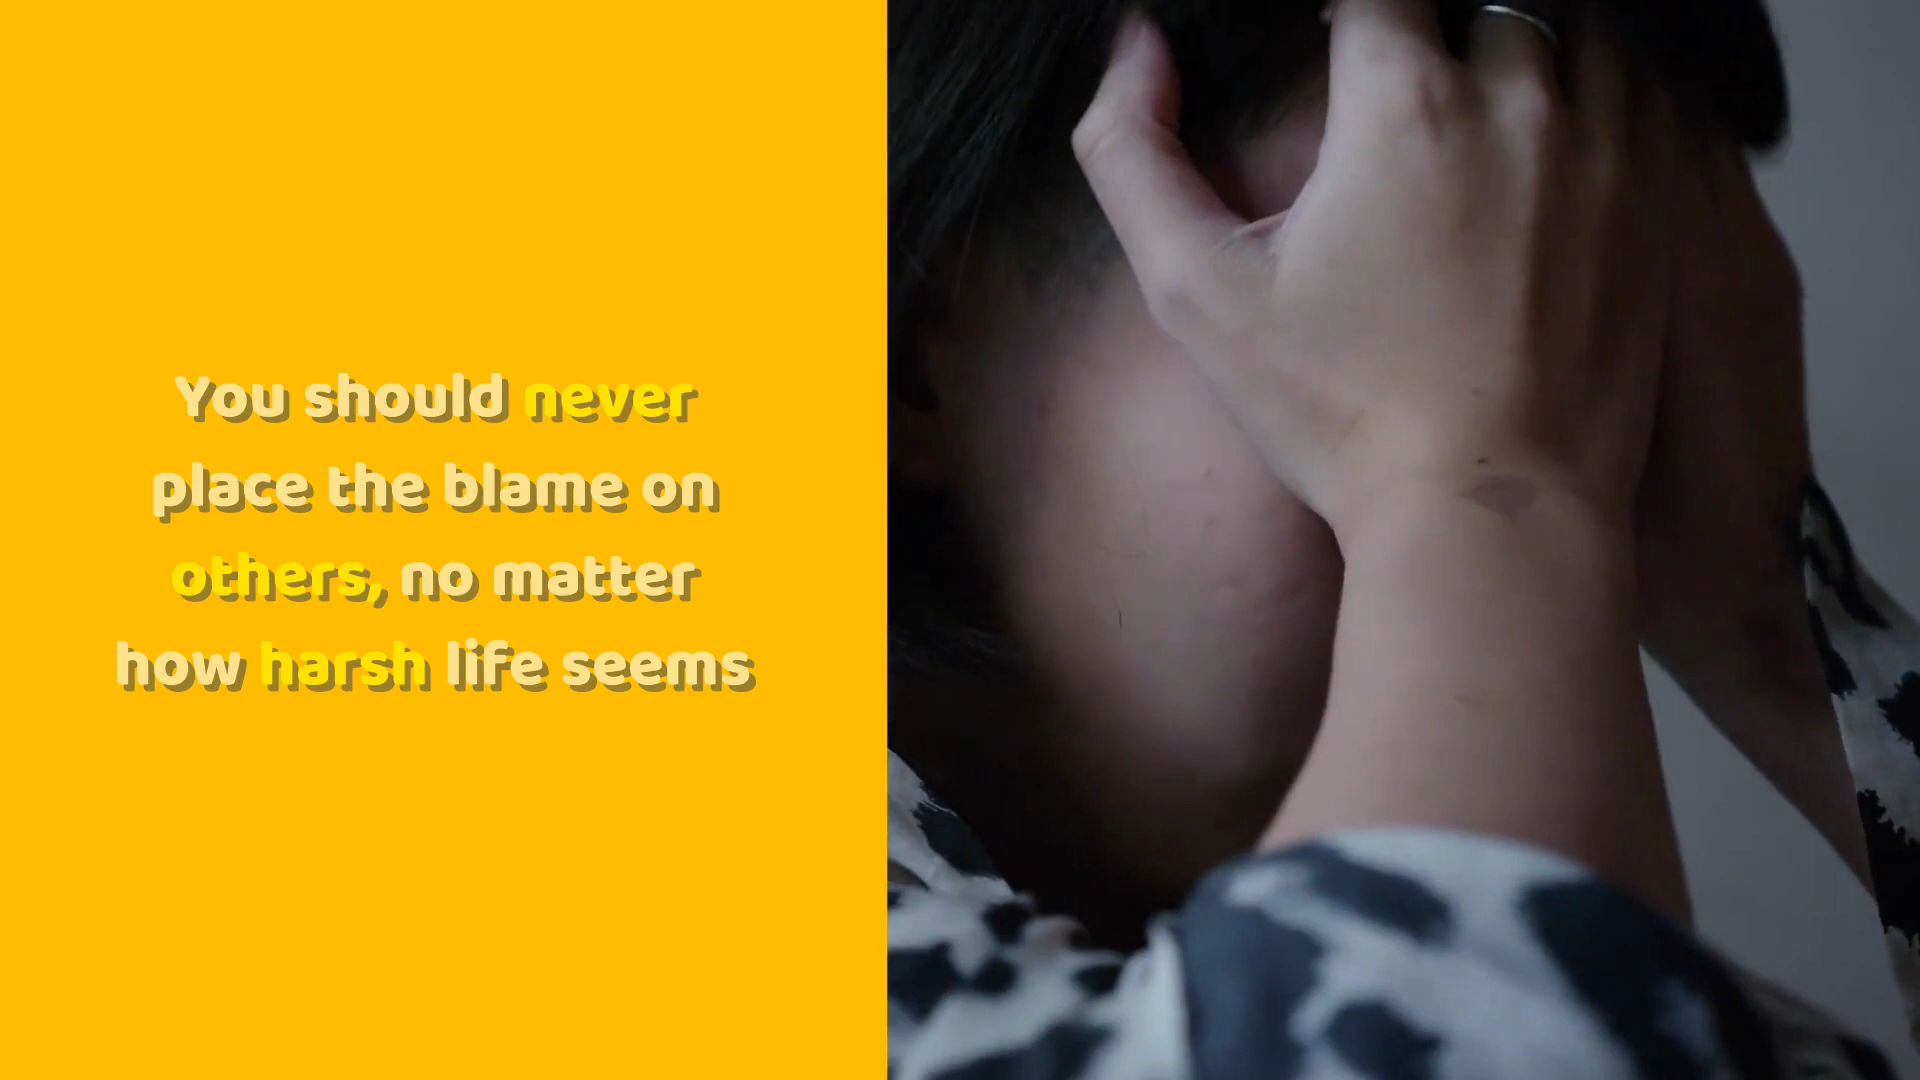 You should never
place the blame on
others, no matter
how harsh life seems